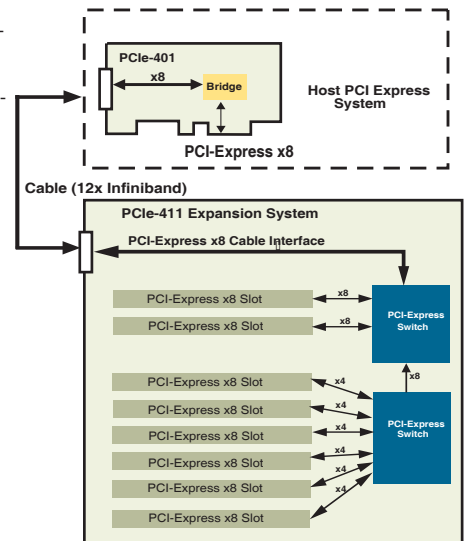 PCIe-401
x8
Bridge
Host PCI Express
System
PCI-Express x8
Cable (12x Infiniband)
PCIe-411 Expansion System
PCI-Express x8 Cable Interface
PCI-Express x8 Slot
x8
PCI-Express
Switch
PCI-Express x8 Slot
x8
x8
PCI-Express x8 Slot
x4
PCI-Express x8 Slot
x4
PCI-Express
Switch
PCI-Express x8 Slot
x4
PCI-Express x8 Slot
x4
PCI-Express x8 Slot
x4
PCI-Express x8 Slot
x4